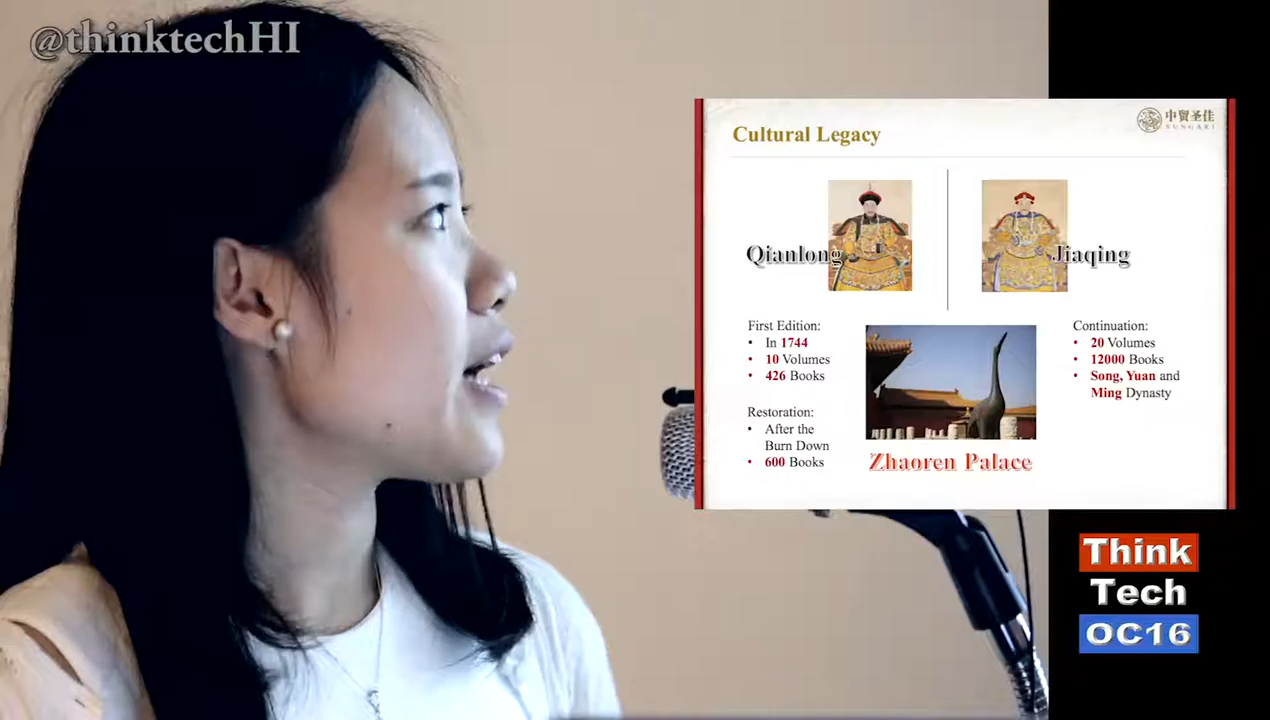 @thinktechHI
中贸圣佳
SUNGARI
Cultural Legacy
Qianlong
Jiaqing
First Edition:
• In 1744
• 10 Volumes
• 426 Books
Restoration:
• After the
Burn Down
• 600 Books
Zhaoren Palace
Continuation:
• 20 Volumes
• 12000 Books
• Song, Yuan and
Ming Dynasty
Think
Tech
OC16